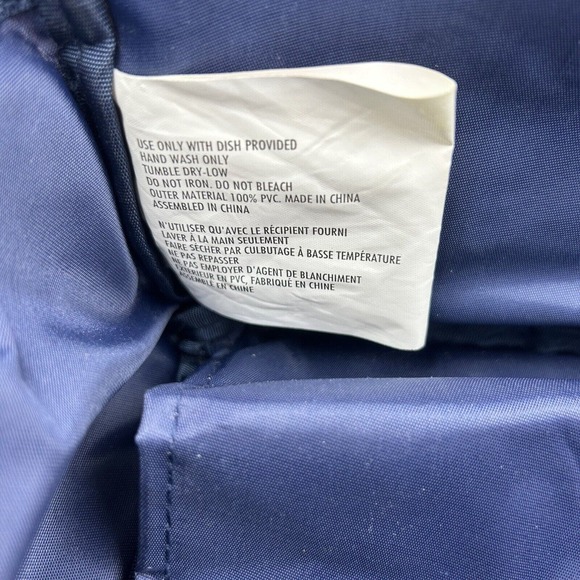 USE ONLY WITH DISH PROVIDED
HAND WASH ONLY
TUMBLE DRY-LOW
DO NOT IRON. DO NOT BLEACH
OUTER MATERIAL 100% PVC. MADE IN CHINA
ASSEMBLED IN CHINA
N'UTILISER QU'AVEC LE RÉCIPIENT FOURNI
LAVER À LA MAIN SEULEMENT
FAIRE SÉCHER PAR CULBUTAGE À BASSE TEMPÉRATURE
NE PAS REPASSER
NE PAS EMPLOYER D'AGENT DE BLANCHIMENT
EXTÉRIEUR EN PVC, FABRIQUÉ EN CHINE
ASSEMBLÉ EN CHINE